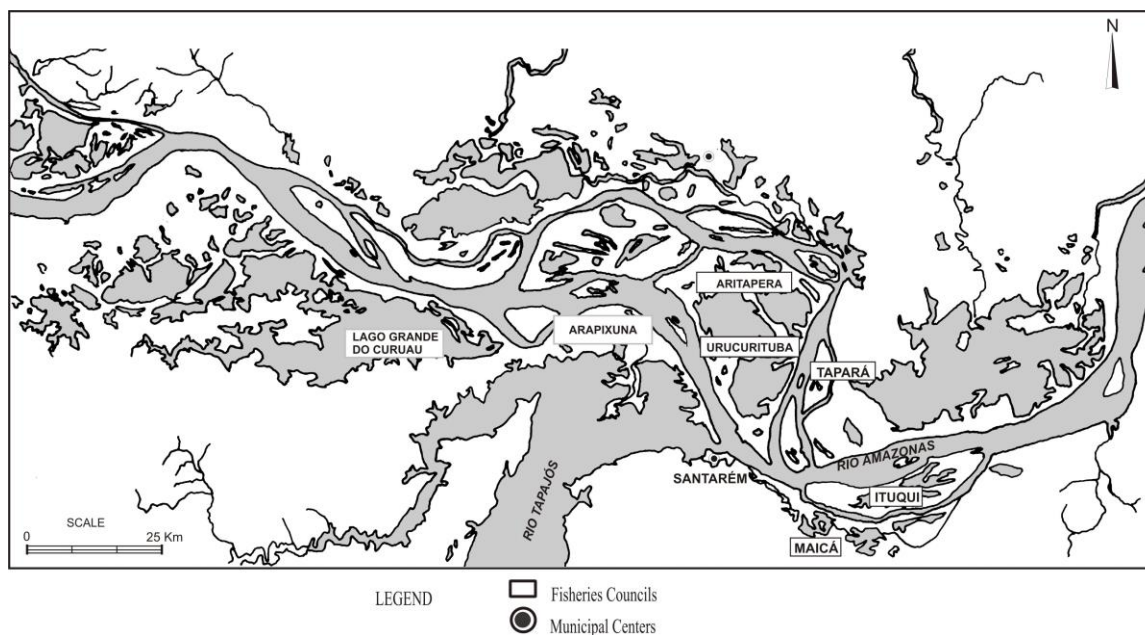 N
ARITAPERA
ARAPIXUNA
LAGO GRANDE
DO CURUAU
URUCURITUBA
TAPARÁ
RIO AMAZONAS
SANTARÉM
ITUQUI
RIO TAPAJÓS
MAICÁ
SCALE
0 25 Km
LEGEND
Fisheries Councils
Municipal Centers